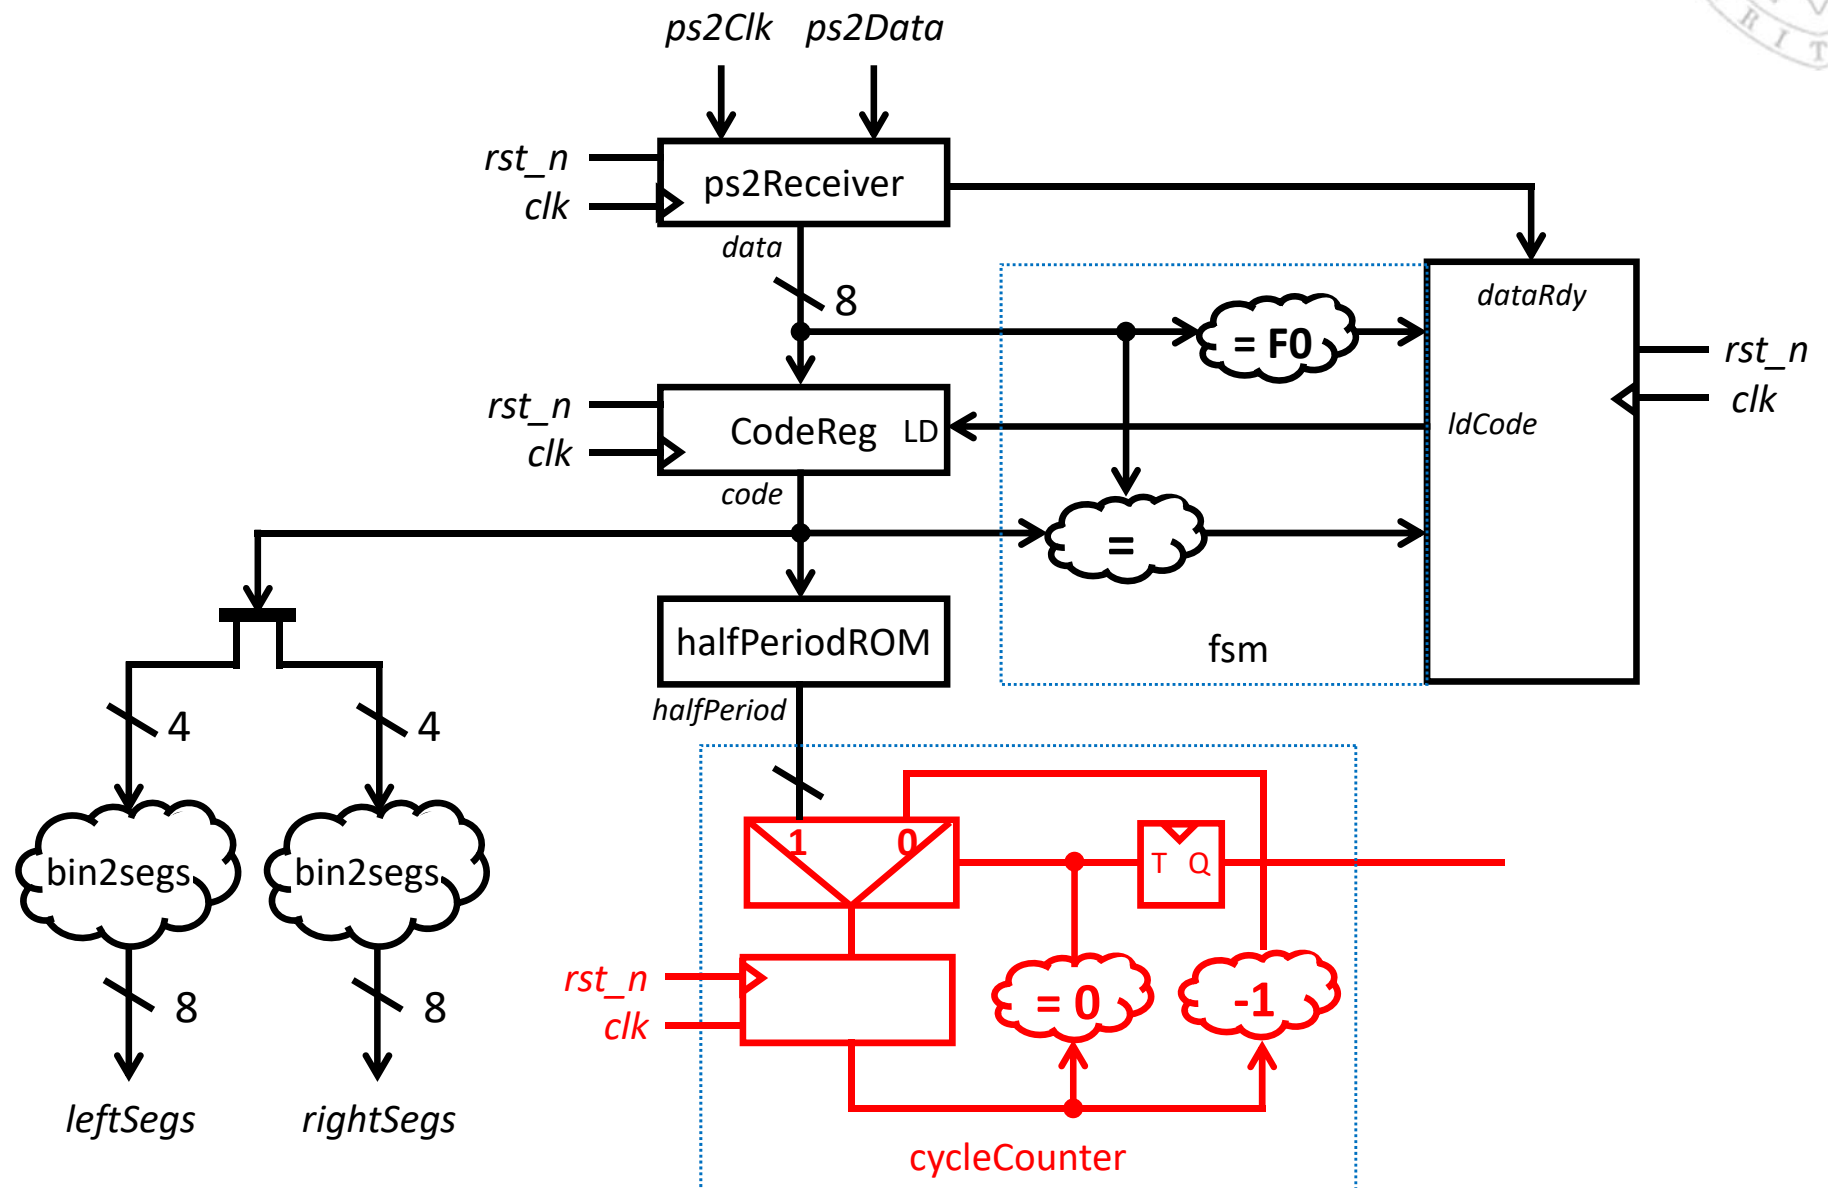 ps2Clk ps2Data
R I T
rst_n
clk
ps2Receiver
data
8
= F0
dataRdy
rst_n
clk
rst_n
clk
CodeReg LD
ldCode
code
=
halfPeriodROM
fsm
halfPeriod
4
4
1 0
T Q
bin2segs
bin2segs
rst_n
clk
= 0
-1
8
8
leftSegs
rightSegs
cycleCounter